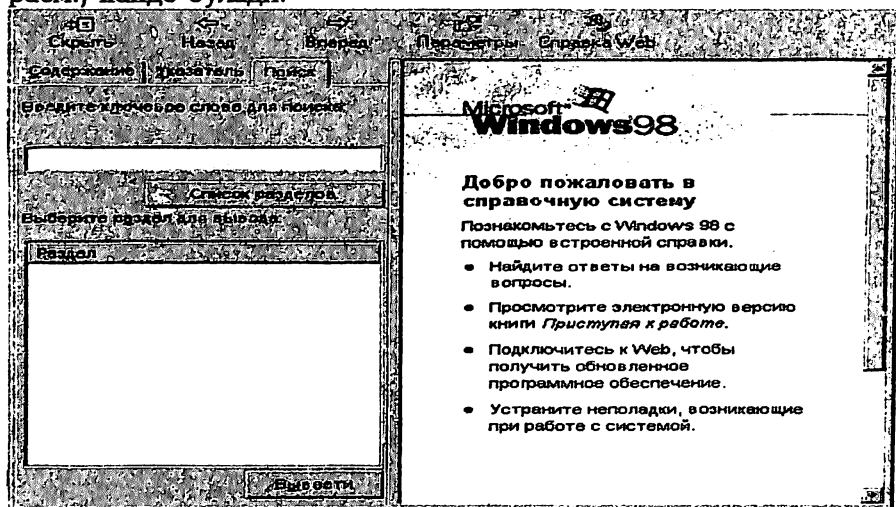 пайдо бўлади.
Скрыть Назад Вперед Параметры Справка Web
Содержание Указатель Поиск
Введите ключевое слово для поиска:
Список разделов
Выберите раздел для вывода:
Раздел
Вывести
Microsoft
Windows98
Добро пожаловать в
справочную систему
Познакомьтесь с Windows 98 с
помощью встроенной справки.
• Найдите ответы на возникающие
вопросы.
• Просмотрите электронную версию
книги Приступая к работе.
• Подключитесь к Web, чтобы
получить обновленное
программное обеспечение.
• Устраните неполадки, возникающие
при работе с системой.